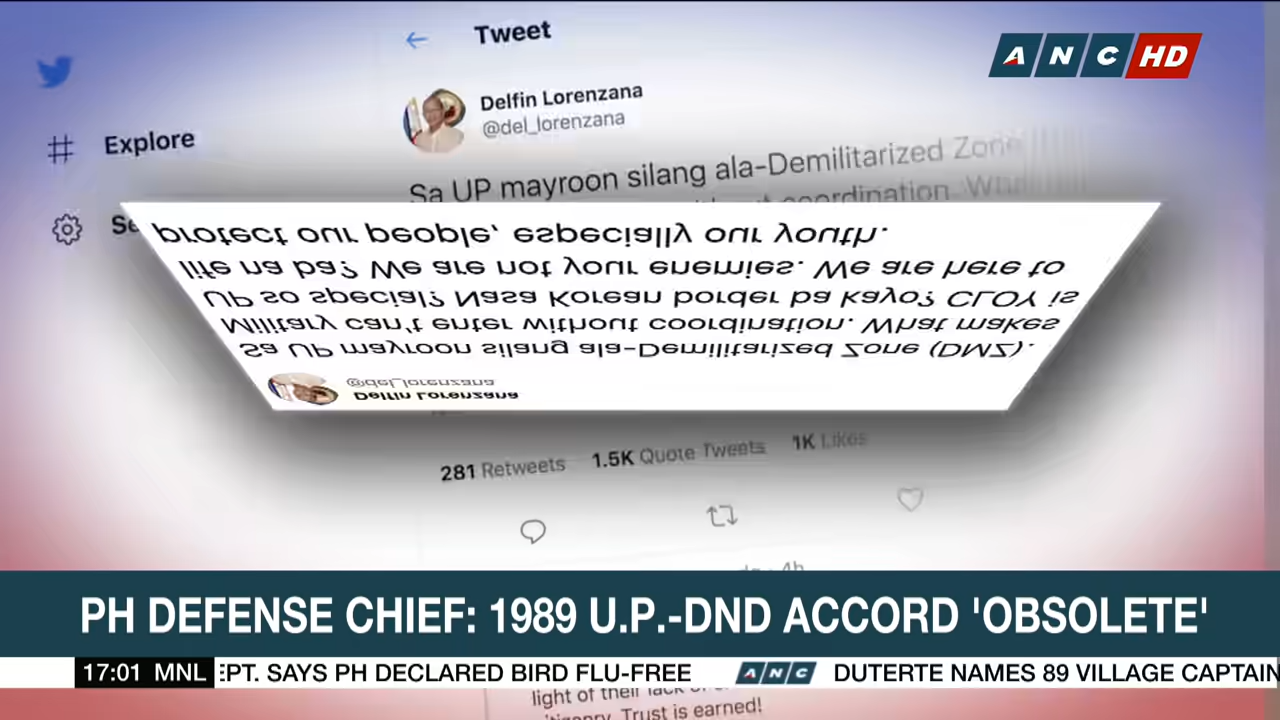 Tweet
ANC HD
Delfin Lorenzana
@del_lorenzana
Explore
Sa UP mayroon silang ala-Demilitarized Zone
coordination.
protect our people, especially our youth.
life na ba? We are not your enemies. We are here to
UP so special? Nasa Korean border ba kayo? CLOY is
Military can't enter without coordination. What makes
Sa UP mayroon silang ala-Demilitarized Zone (DMZ).
@del_lorenzana
Delfin Lorenzana
281 Retweets 1.5K Quote Tweets 1K Likes
4h
PH DEFENSE CHIEF: 1989 U.P.-DND ACCORD 'OBSOLETE'
17:01 MNL EPT. SAYS PH DECLARED BIRD FLU-FREE ANC DUTERTE NAMES 89 VILLAGE CAPTAIN
light of their lack
Trust is earned!